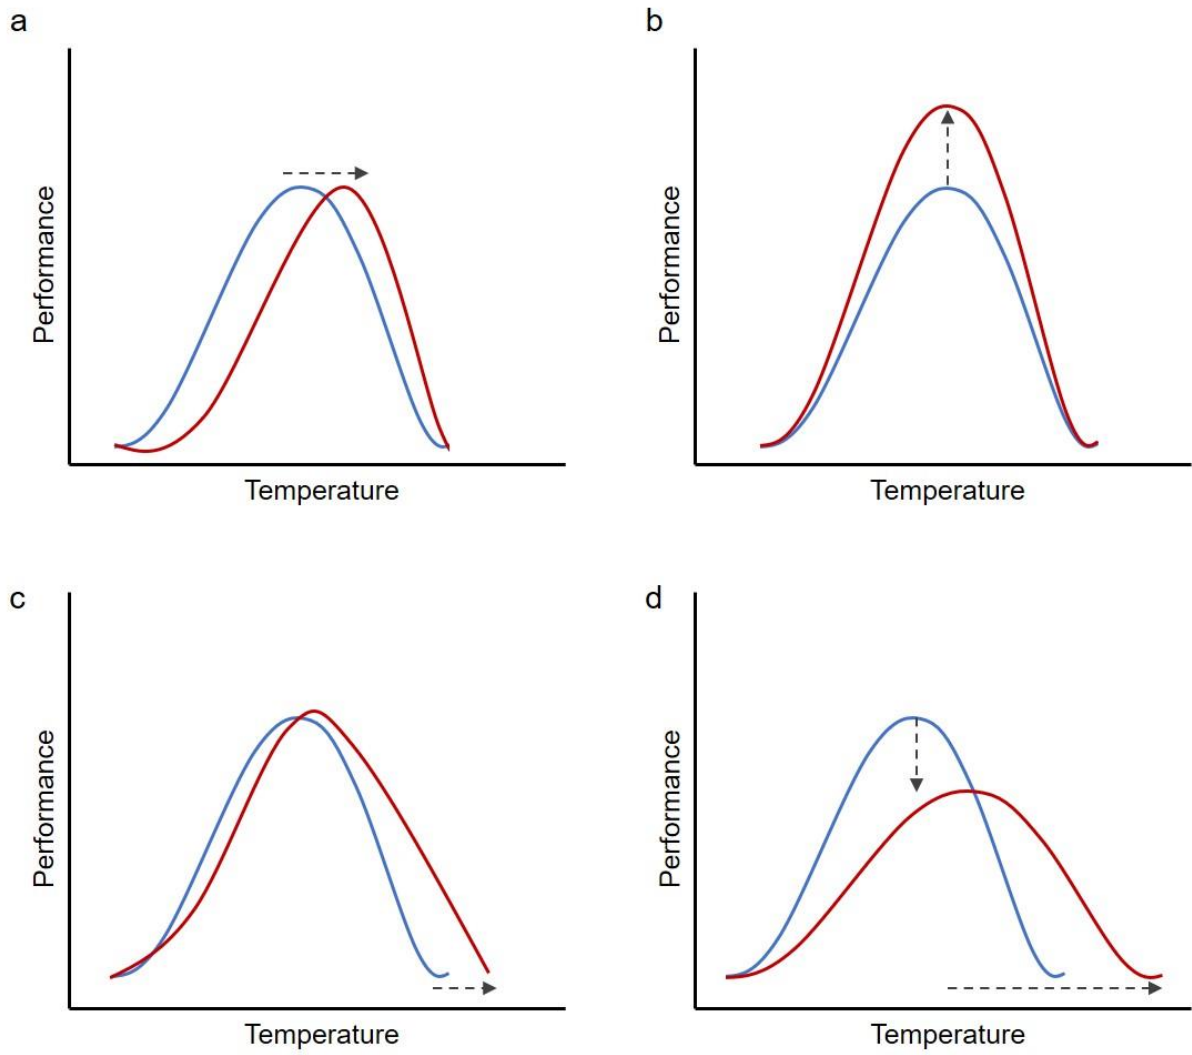 a
Performance
Temperature
b
Performance
Temperature
c
Performance
Temperature
d
Performance
Temperature